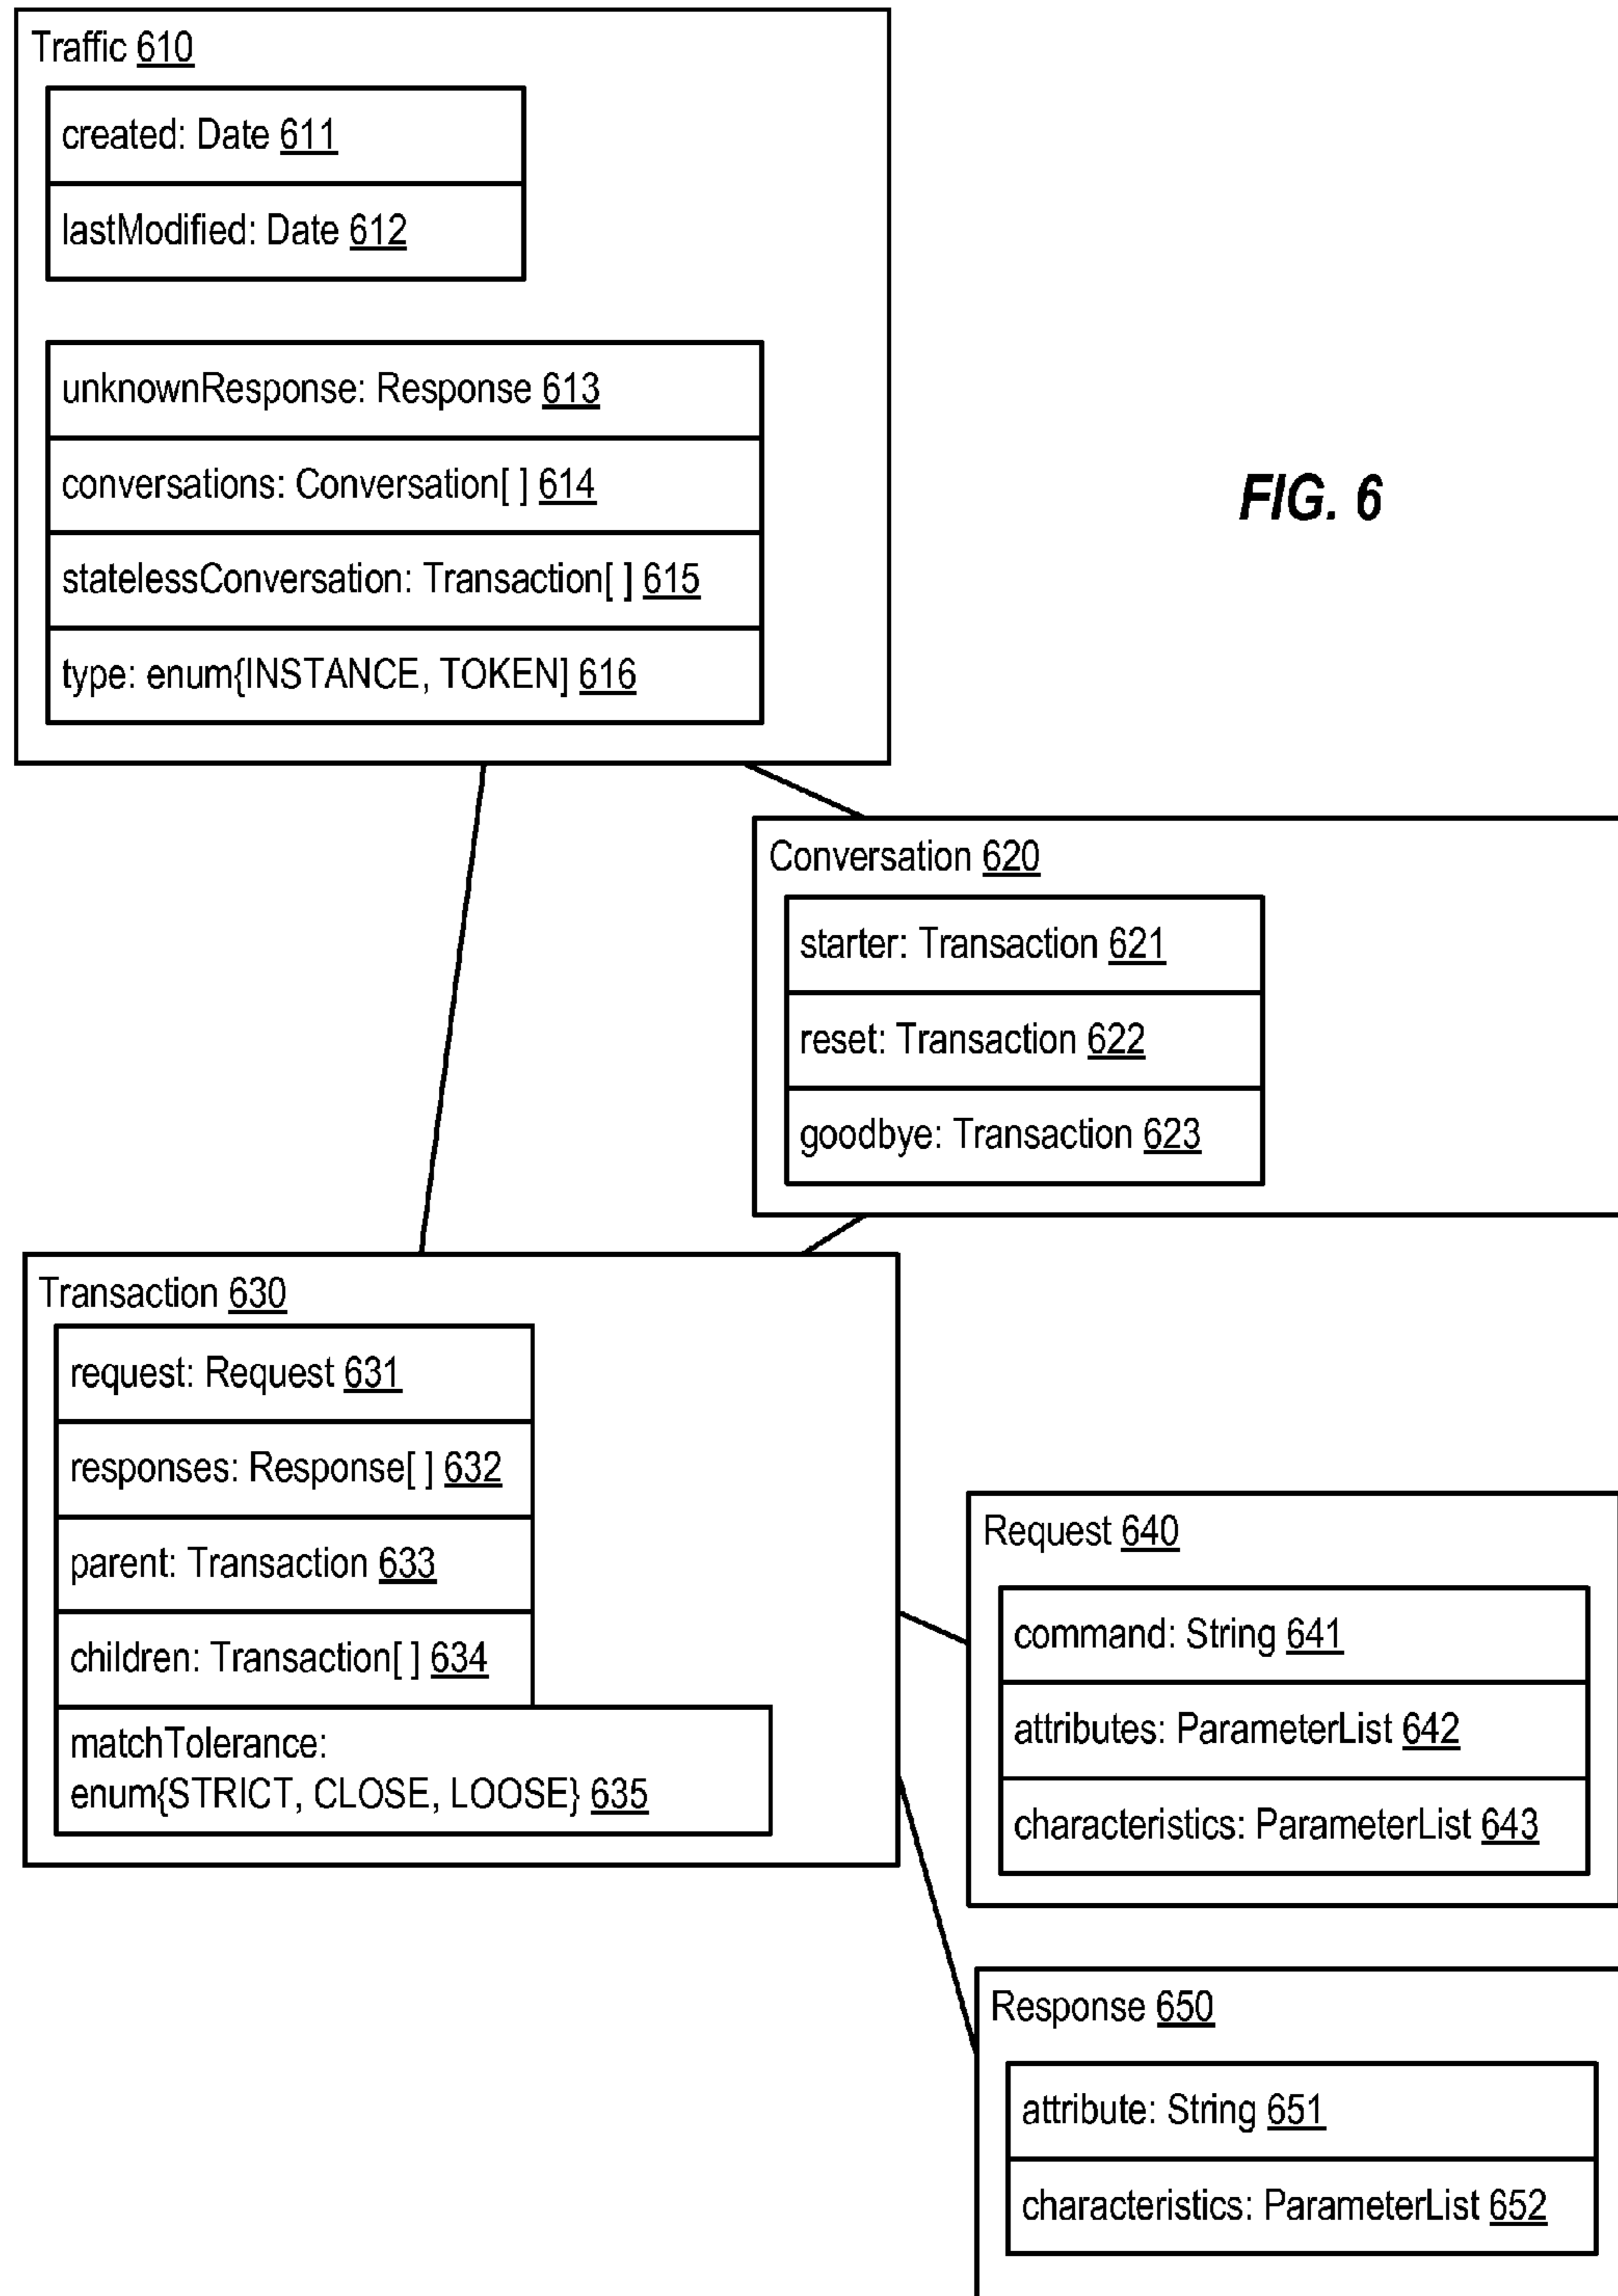 Traffic 610
created: Date 611
lastModified: Date 612
unknownResponse: Response 613
conversations: Conversation[ ] 614
statelessConversation: Transaction[ ] 615
type: enum{INSTANCE, TOKEN] 616
FIG. 6
Conversation 620
starter: Transaction 621
reset: Transaction 622
goodbye: Transaction 623
Transaction 630
request: Request 631
responses: Response[ ] 632
parent: Transaction 633
children: Transaction[ ] 634
matchTolerance:
enum{STRICT, CLOSE, LOOSE} 635
Request 640
command: String 641
attributes: ParameterList 642
characteristics: ParameterList 643
Response 650
attribute: String 651
characteristics: ParameterList 652